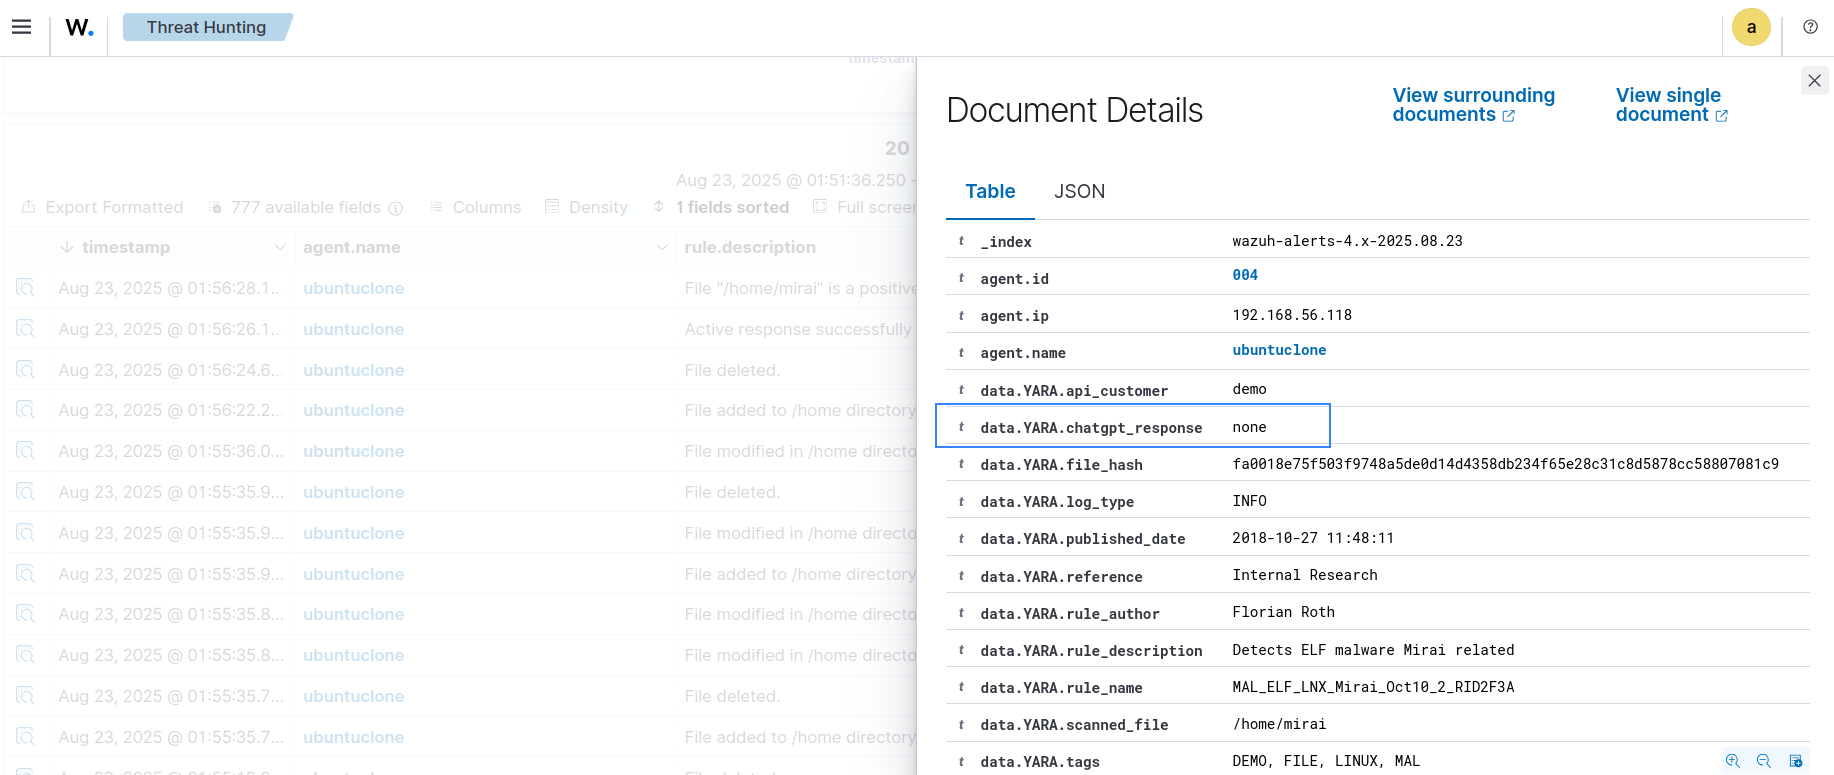 W.
Threat Hunting
a
timestam
20
Aug 23, 2025 @ 01:51:36.250 -
Export Formatted 777 available fields Columns Density 1 fields sorted Full screen
timestamp agent.name rule.description
Aug 23, 2025 @ 01:56:28.1... ubuntuclone File "/home/mirai" is a positive
Aug 23, 2025 @ 01:56:26.1... ubuntuclone Active response successfully
Aug 23, 2025 @ 01:56:24.6... ubuntuclone File deleted.
Aug 23, 2025 @ 01:56:22.2... ubuntuclone File added to /home directory
Aug 23, 2025 @ 01:55:36.0... ubuntuclone File modified in /home directo
Aug 23, 2025 @ 01:55:35.9... ubuntuclone File deleted.
Aug 23, 2025 @ 01:55:35.9... ubuntuclone File modified in /home directo
Aug 23, 2025 @ 01:55:35.9... ubuntuclone File added to /home directory
Aug 23, 2025 @ 01:55:35.8... ubuntuclone File modified in /home directo
Aug 23, 2025 @ 01:55:35.8... ubuntuclone File modified in /home directo
Aug 23, 2025 @ 01:55:35.7... ubuntuclone File deleted.
Aug 23, 2025 @ 01:55:35.7... ubuntuclone File added to /home directory
Document Details
View surrounding
documents
View single
document
Table JSON
t _index wazuh-alerts-4.x-2025.08.23
t agent.id 004
t agent.ip 192.168.56.118
t agent.name ubuntuclone
t data.YARA.api_customer demo
t data.YARA.chatgpt_response none
t data.YARA.file_hash fa0018e75f503f9748a5de0d14d4358db234f65e28c31c8d5878cc58807081c9
t data.YARA.log_type INFO
t data.YARA.published_date 2018-10-27 11:48:11
t data.YARA.reference Internal Research
t data.YARA.rule_author Florian Roth
t data.YARA.rule_description Detects ELF malware Mirai related
t data.YARA.rule_name MAL_ELF_LNX_Mirai_Oct10_2_RID2F3A
t data.YARA.scanned_file /home/mirai
t data.YARA.tags DEMO, FILE, LINUX, MAL